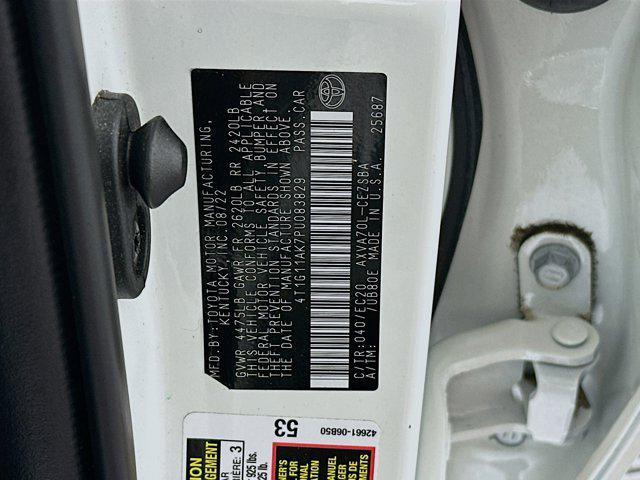 MFD. BY: TOYOTA MOTOR MANUFACTURING,
KENTUCKY, INC. 08/22
GVWR 4475LB GAWR FR 2620LB RR 2420LB
THIS VEHICLE CONFORMS TO ALL APPLICABLE
FEDERAL MOTOR VEHICLE SAFETY BUMPER, AND
THEFT PREVENTION STANDARDS IN EFFECT ON
THE DATE OF MANUFACTURE SHOWN ABOVE.
4T1G11AK7PU083829 PASS. CAR
C/TR: 040/EC20 AXVA70L-CEZSBA
A/TM: /UB80E MADE IN U.S.A. 25687
53
42661-06B50